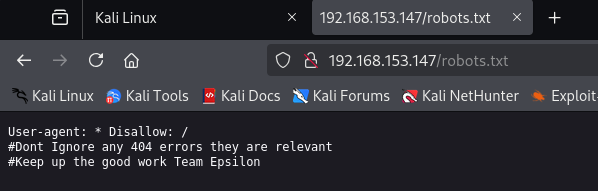 Kali Linux
192.168.153.147/robots.txt
192.168.153.147/robots.txt
Kali Linux Kali Tools Kali Docs Kali Forums Kali NetHunter Exploit-
User-agent: * Disallow: /
#Dont Ignore any 404 errors they are relevant
#Keep up the good work Team Epsilon